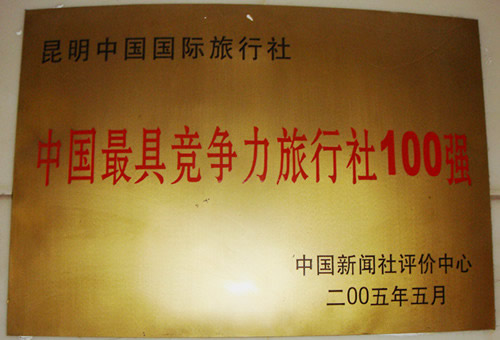 昆明中国国际旅行社
中国最具竞争力旅行社100强
中国新闻社评价中心
二00五年五月